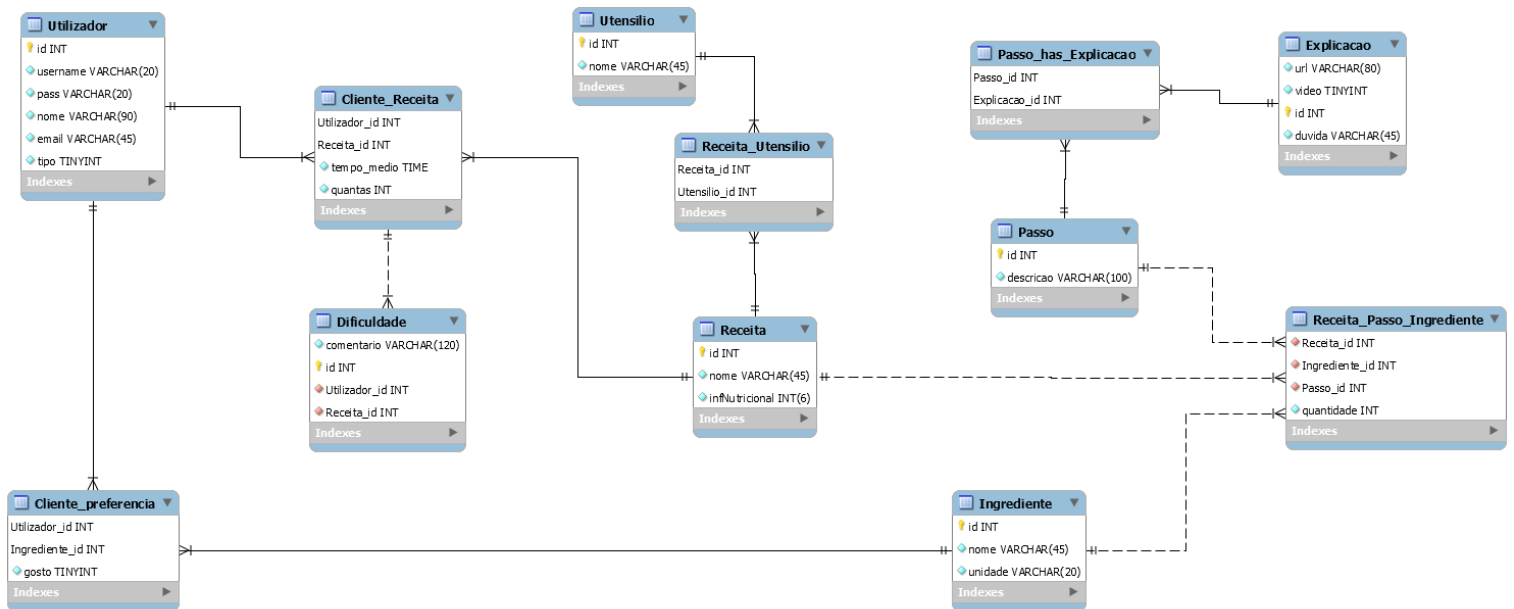 Utilizador
id INT
username VARCHAR(20)
pass VARCHAR(20)
nome VARCHAR(90)
email VARCHAR(45)
tipo TINYINT
Indexes
Cliente_Receita
Utilizador_id INT
Receita_id INT
tempo_medio TIME
quantas INT
Indexes
Dificuldade
comentario VARCHAR(120)
id INT
Utilizador_id INT
Receita_id INT
Indexes
Cliente_preferencia
Utilizador_id INT
Ingrediente_id INT
gosto TINYINT
Indexes
Utensilio
id INT
nome VARCHAR(45)
Indexes
Receita_Utensilio
Receita_id INT
Utensilio_id INT
Indexes
Receita
id INT
nome VARCHAR(45)
infNutricional INT(6)
Indexes
Passo_has_Explicacao
Passo_id INT
Explicacao_id INT
Indexes
Explicacao
url VARCHAR(80)
video TINYINT
id INT
duvida VARCHAR(45)
Indexes
Passo
id INT
descricao VARCHAR(100)
Indexes
Receita_Passo_Ingrediente
Receita_id INT
Ingrediente_id INT
Passo_id INT
quantidade INT
Indexes
Ingrediente
id INT
nome VARCHAR(45)
unidade VARCHAR(20)
Indexes